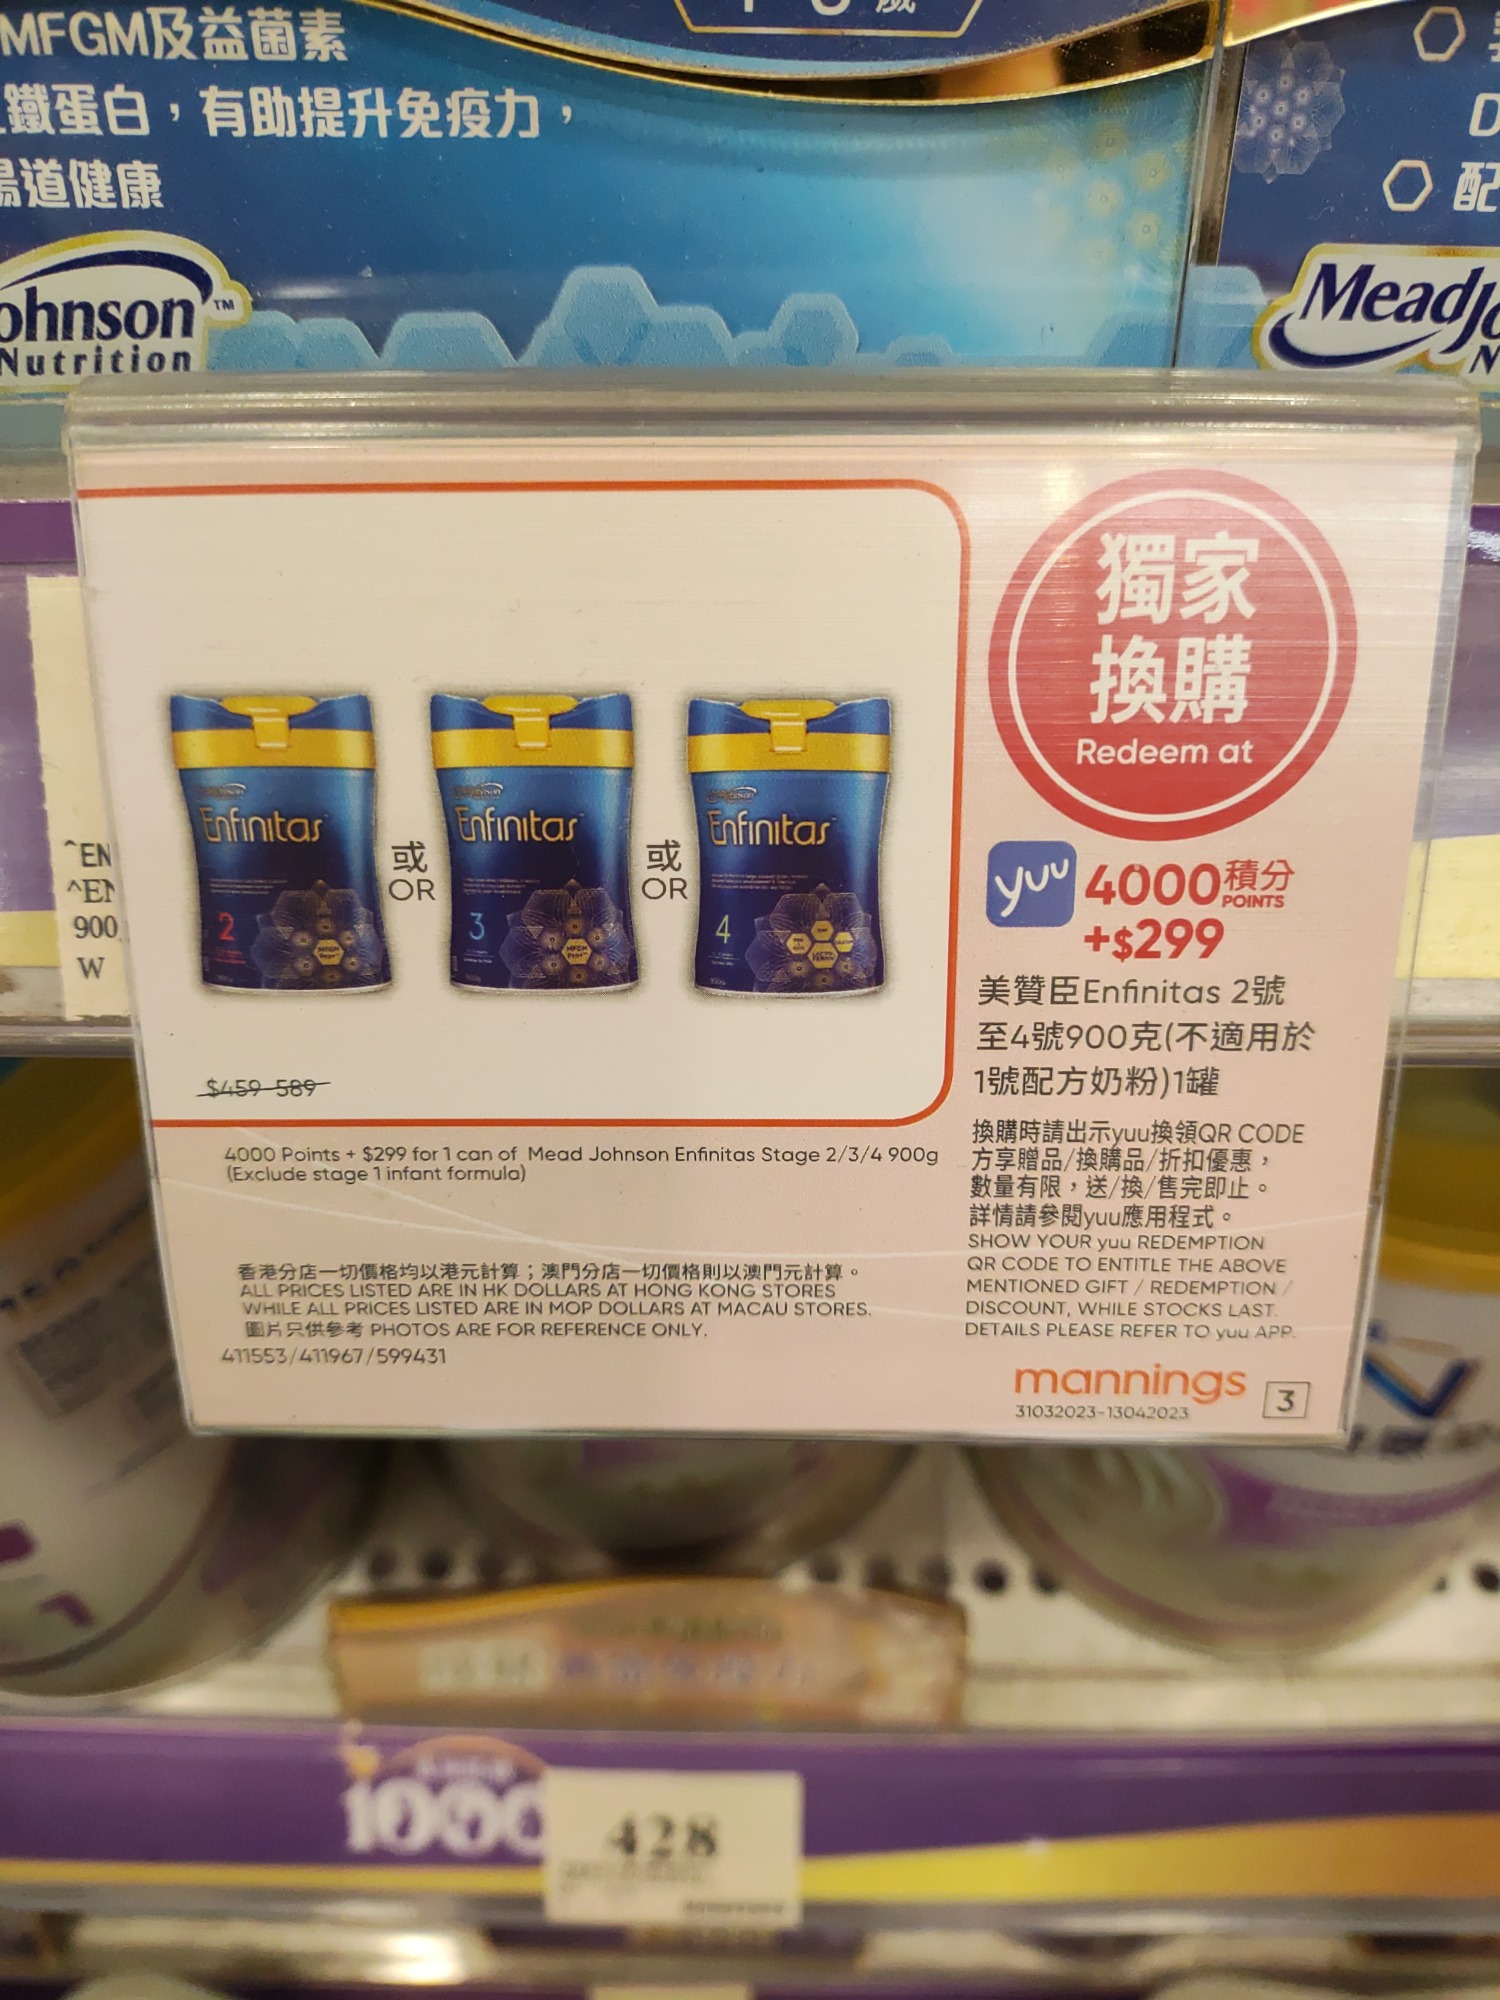 MFGM及益菌素
鐵蛋白，有助提升免疫力，
道健康
ohnson™
Nutrition
配
MeadJo
獨家
換購
Redeem at
Enfinitas
2
或
OR
Enfinitas
3
或
OR
Enfinitas
4
yuu 4000積分
POINTS
+$299
^EN
^EN
900
W
$459-589
美贊臣Enfinitas 2號
至4號900克(不適用於
1號配方奶粉)1罐
4000 Points + $299 for 1 can of Mead Johnson Enfinitas Stage 2/3/4 900g
(Exclude stage 1 infant formula)
換購時請出示yuu換領QR CODE
方享贈品/換購品/折扣優惠，
數量有限，送/換/售完即止。
詳情請參閱yuu應用程式。
SHOW YOUR yuu REDEMPTION
QR CODE TO ENTITLE THE ABOVE
MENTIONED GIFT / REDEMPTION /
DISCOUNT, WHILE STOCKS LAST.
DETAILS PLEASE REFER TO yuu APP.
香港分店一切價格均以港元計算；澳門分店一切價格則以澳門元計算。
ALL PRICES LISTED ARE IN HK DOLLARS AT HONG KONG STORES
WHILE ALL PRICES LISTED ARE IN MOP DOLLARS AT MACAU STORES.
圖片只供參考 PHOTOS ARE FOR REFERENCE ONLY.
411553/411967/599431
mannings
31032023-13042023
3
1000
428